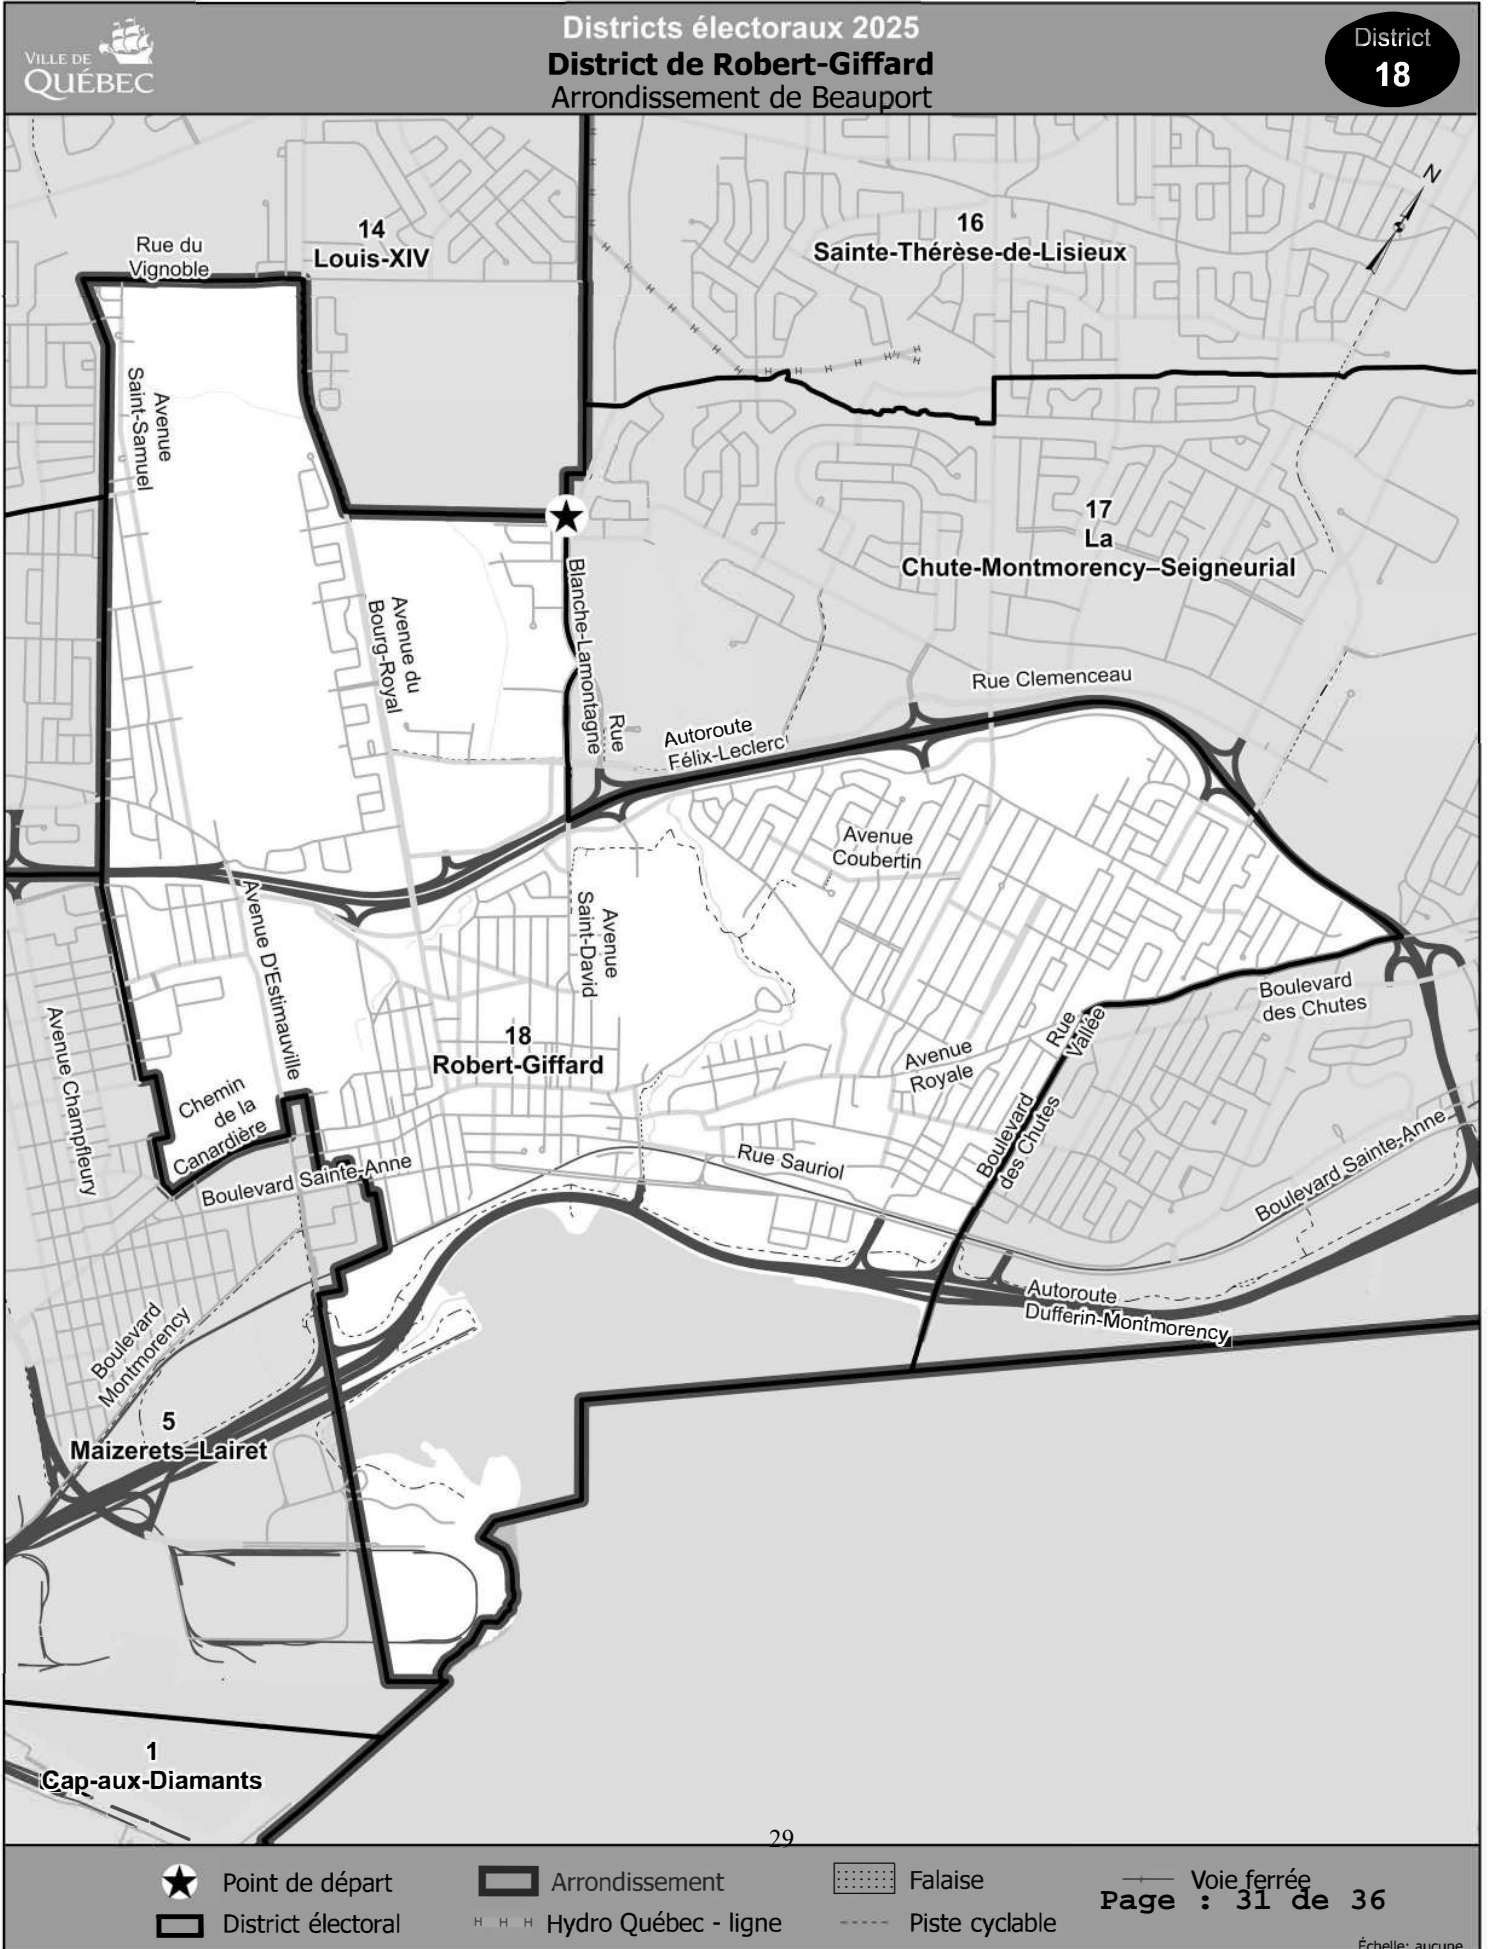 VILLE DE
QUÉBEC
Districts électoraux 2025
District de Robert-Giffard
Arrondissement de Beauport
District
18
N
14
Louis-XIV
16
Sainte-Thérèse-de-Lisieux
Rue du
Vignoble
Avenue
Saint-Samuel
17
La
Chute-Montmorency–Seigneurial
Avenue du
Bourg-Royal
Rue
Blanche-Lamontagne
Rue Clemenceau
Autoroute
Félix-Leclerc
Avenue
Coubertin
Avenue D'Estimauville
Avenue
Saint-David
Boulevard
des Chutes
Rue
Vallée
18
Robert-Giffard
Avenue
Royale
Avenue Champfleury
Chemin
de la
Canardière
Boulevard
des Chutes
Boulevard Sainte-Anne
Rue Sauriol
Boulevard Sainte-Anne
Autoroute
Dufferin-Montmorency
Boulevard
Montmorency
5
Maizerets–Lairet
1
Cap-aux-Diamants
29
Point de départ
Arrondissement
Falaise
Voie ferrée
Page : 31 de 36
District électoral
H H H Hydro Québec - ligne
Piste cyclable
Échelle: aucune